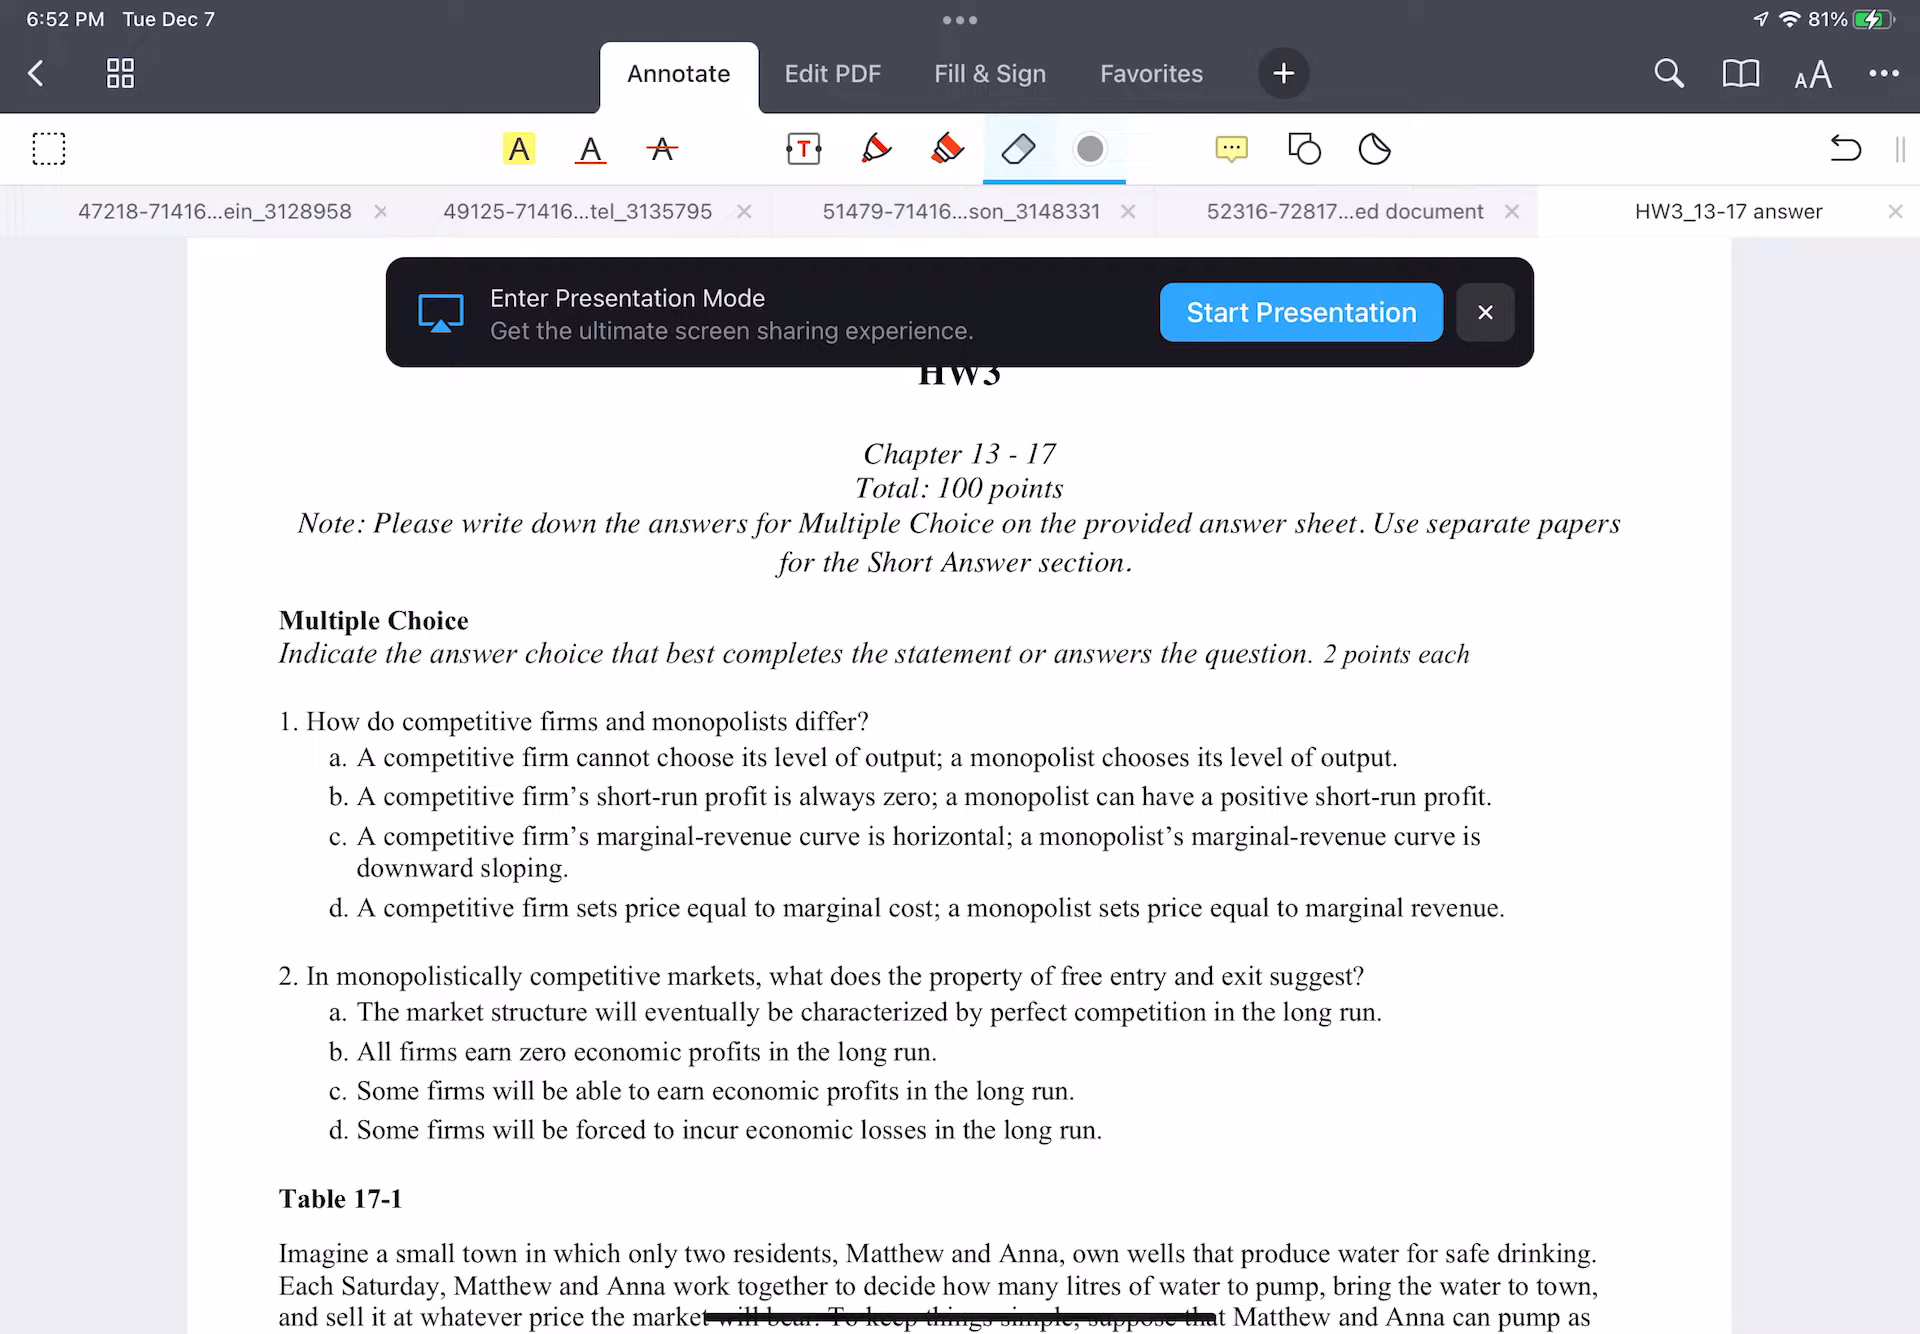 6:52 PM Tue Dec 7
81%
Annotate Edit PDF Fill & Sign Favorites
AA
A A A T
47218-71416...ein_3128958 49125-71416...tel_3135795 51479-71416...son_3148331 52316-72817...ed document HW3_13-17 answer
Enter Presentation Mode
Get the ultimate screen sharing experience.
Start Presentation
HW3
Chapter 13 - 17
Total: 100 points
Note: Please write down the answers for Multiple Choice on the provided answer sheet. Use separate papers
for the Short Answer section.
Multiple Choice
Indicate the answer choice that best completes the statement or answers the question. 2 points each
1. How do competitive firms and monopolists differ?
a. A competitive firm cannot choose its level of output; a monopolist chooses its level of output.
b. A competitive firm’s short-run profit is always zero; a monopolist can have a positive short-run profit.
c. A competitive firm’s marginal-revenue curve is horizontal; a monopolist’s marginal-revenue curve is
downward sloping.
d. A competitive firm sets price equal to marginal cost; a monopolist sets price equal to marginal revenue.
2. In monopolistically competitive markets, what does the property of free entry and exit suggest?
a. The market structure will eventually be characterized by perfect competition in the long run.
b. All firms earn zero economic profits in the long run.
c. Some firms will be able to earn economic profits in the long run.
d. Some firms will be forced to incur economic losses in the long run.
Table 17-1
Imagine a small town in which only two residents, Matthew and Anna, own wells that produce water for safe drinking.
Each Saturday, Matthew and Anna work together to decide how many litres of water to pump, bring the water to town,
and sell it at whatever price the market will bear. To keep things simple, suppose that Matthew and Anna can pump as